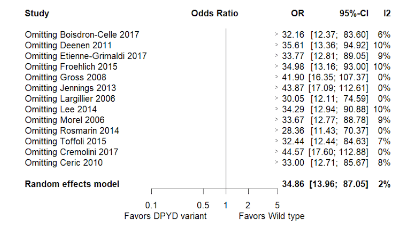 Study Odds Ratio OR 95%-CI I2
Omitting Boisdron-Celle 2017 > 32.16 [12.37; 83.60] 6%
Omitting Deenen 2011 > 35.61 [13.36; 94.92] 10%
Omitting Etienne-Grimaldi 2017 > 33.77 [12.81; 89.05] 9%
Omitting Froehlich 2015 > 34.98 [13.16; 93.00] 10%
Omitting Gross 2008 > 41.90 [16.35; 107.37] 0%
Omitting Jennings 2013 > 43.87 [17.09; 112.61] 0%
Omitting Largillier 2006 > 30.05 [12.11; 74.59] 0%
Omitting Lee 2014 > 34.29 [12.94; 90.88] 10%
Omitting Morel 2006 > 33.67 [12.77; 88.78] 9%
Omitting Rosmarin 2014 > 28.36 [11.43; 70.37] 0%
Omitting Toffoli 2015 > 32.44 [12.44; 84.63] 7%
Omitting Cremolini 2017 > 44.57 [17.60; 112.88] 0%
Omitting Ceric 2010 > 33.00 [12.71; 85.67] 8%
Random effects model 34.86 [13.96; 87.05] 2%
0.1 0.5 1 2 5
Favors DPYD variant Favors Wild type